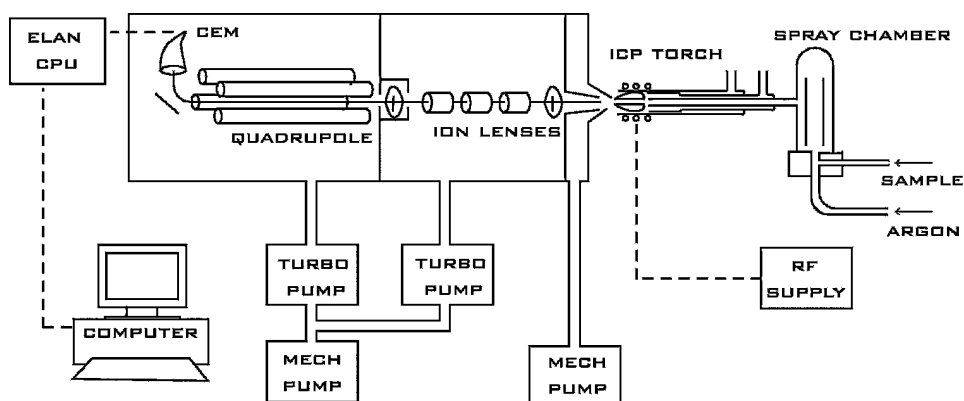 ELAN
CPU
CEM
ICP TORCH
SPRAY CHAMBER
QUADRUPOLE
ION LENSES
SAMPLE
ARGON
TURBO
PUMP
TURBO
PUMP
RF
SUPPLY
COMPUTER
MECH
PUMP
MECH
PUMP